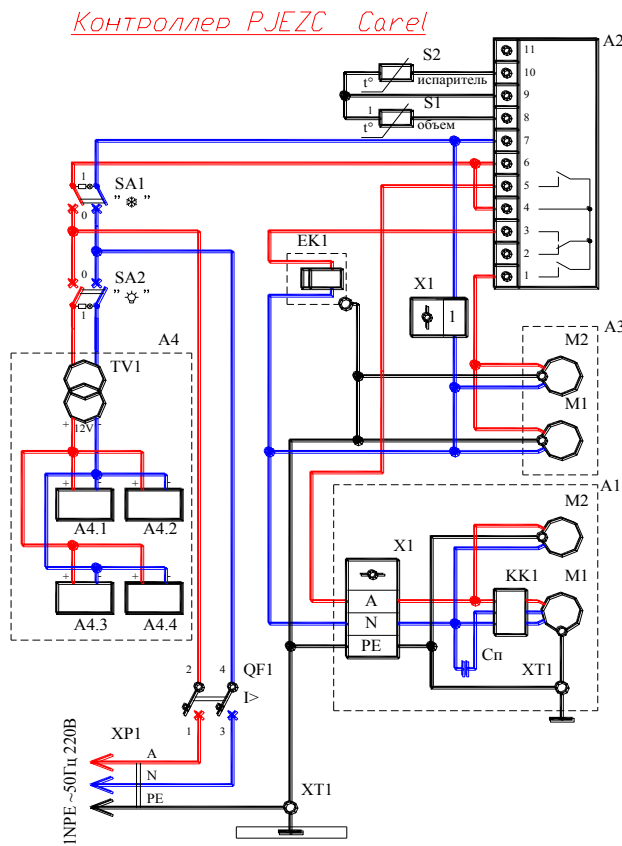 Контроллер PJEZC Carel
A2
11
10
9
8
7
6
5
4
3
2
1
S2
t° испаритель
S1
1
t° объем
1
SA1
0
" ❄ "
0
SA2
1
" "
EK1
X1
1
A3
M2
M1
A4
TV1
12V
+ -
+ - + -
A4.1 A4.2
+ - + -
A4.3 A4.4
A1
M2
X1
A
N
PE
KK1
M1
Сп
XT1
2 4
QF1
I>
1 3
XP1
A
N
PE
1NPE ~50Гц 220В
XT1